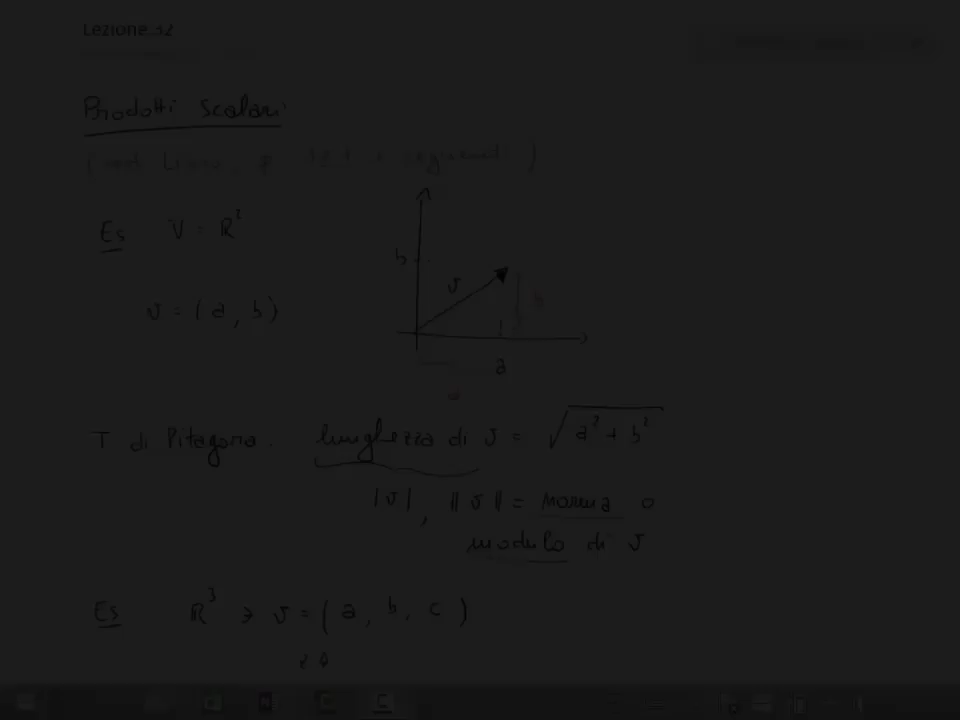 Lezione 32
Prodotti scalari
Es V = R²
b
v
v = (a, b)
a
T di Pitagora. lunghezza di v = √a² + b²
|v|, ‖v‖ = norma o
modulo di v
Es R³ ∋ v = (a, b, c)